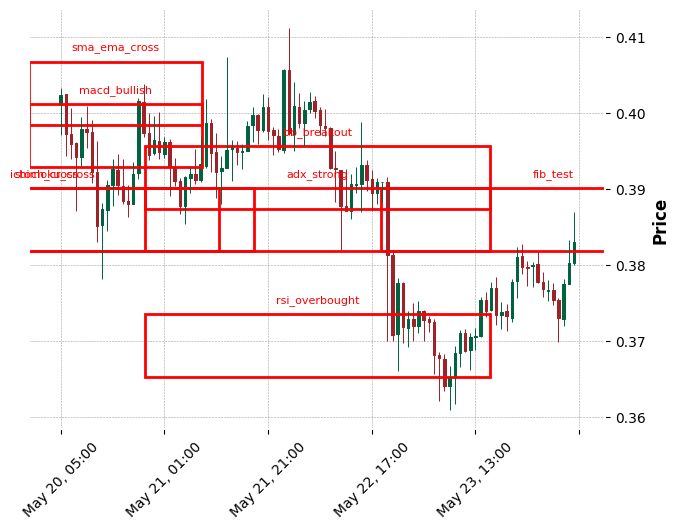 sma_ema_cross
macd_bullish
bb_breakout
stoch_cross
adx_strong
fib_test
rsi_overbought
0.41
0.40
0.39
0.38
0.37
0.36
Price
May 20, 05:00
May 21, 01:00
May 21, 21:00
May 22, 17:00
May 23, 13:00